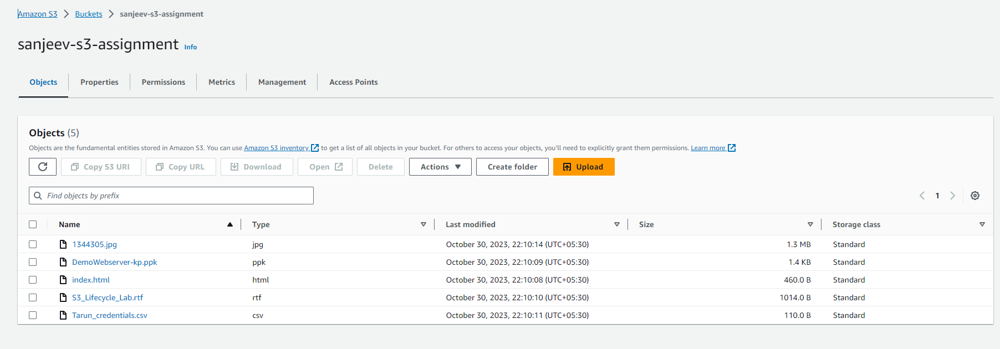 Amazon S3 > Buckets > sanjeev-s3-assignment
sanjeev-s3-assignment Info
Objects Properties Permissions Metrics Management Access Points
Objects (5)
Objects are the fundamental entities stored in Amazon S3. You can use Amazon S3 inventory to get a list of all objects in your bucket. For others to access your objects, you'll need to explicitly grant them permissions. Learn more
Copy S3 URI Copy URL Download Open Delete Actions Create folder Upload
Find objects by prefix 1
Name Type Last modified Size Storage class
1344305.jpg jpg October 30, 2023, 22:10:14 (UTC+05:30) 1.3 MB Standard
DemoWebserver-kp.ppk ppk October 30, 2023, 22:10:09 (UTC+05:30) 1.4 KB Standard
index.html html October 30, 2023, 22:10:08 (UTC+05:30) 460.0 B Standard
S3_Lifecycle_Lab.rtf rtf October 30, 2023, 22:10:10 (UTC+05:30) 1014.0 B Standard
Tarun_credentials.csv csv October 30, 2023, 22:10:11 (UTC+05:30) 110.0 B Standard